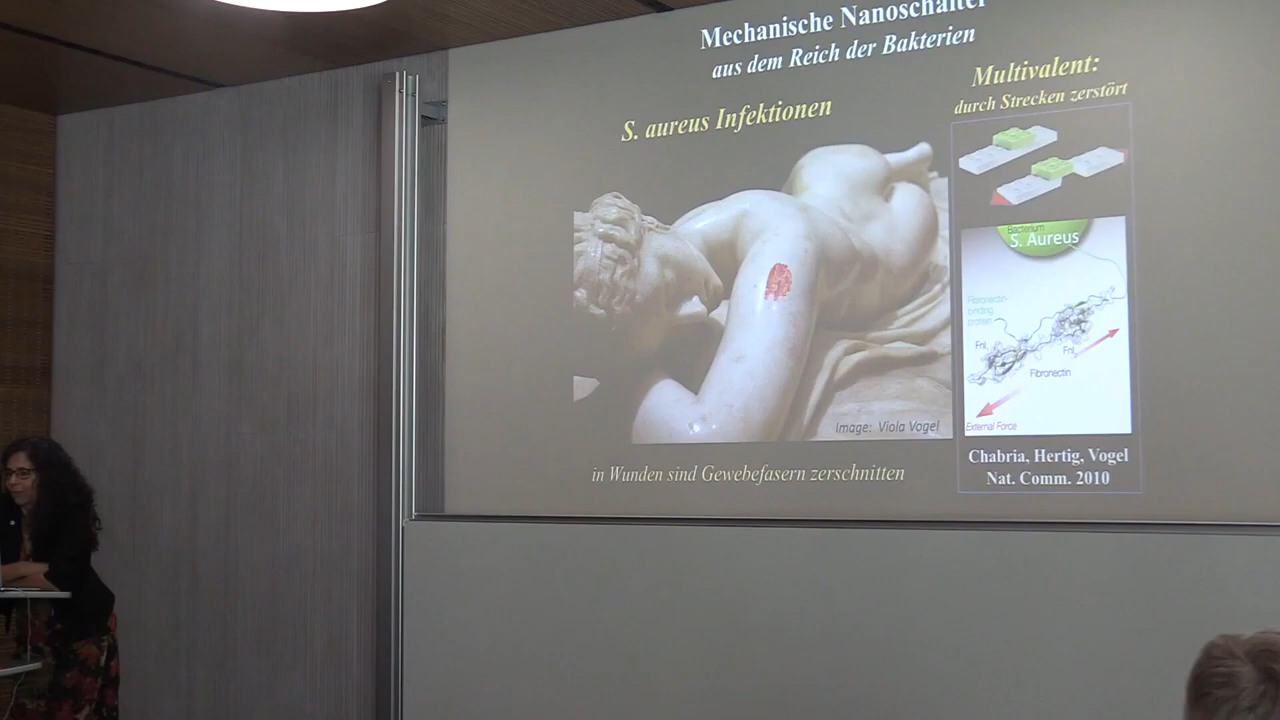 Mechanische Nanoschalter
aus dem Reich der Bakterien
S. aureus Infektionen
Multivalent:
durch Strecken zerstört
Bacterium
S. Aureus
Fibronectin-
binding
protein
FnI
FnI
Fibronectin
External Force
Image: Viola Vogel
in Wunden sind Gewebefasern zerschnitten
Chabria, Hertig, Vogel
Nat. Comm. 2010